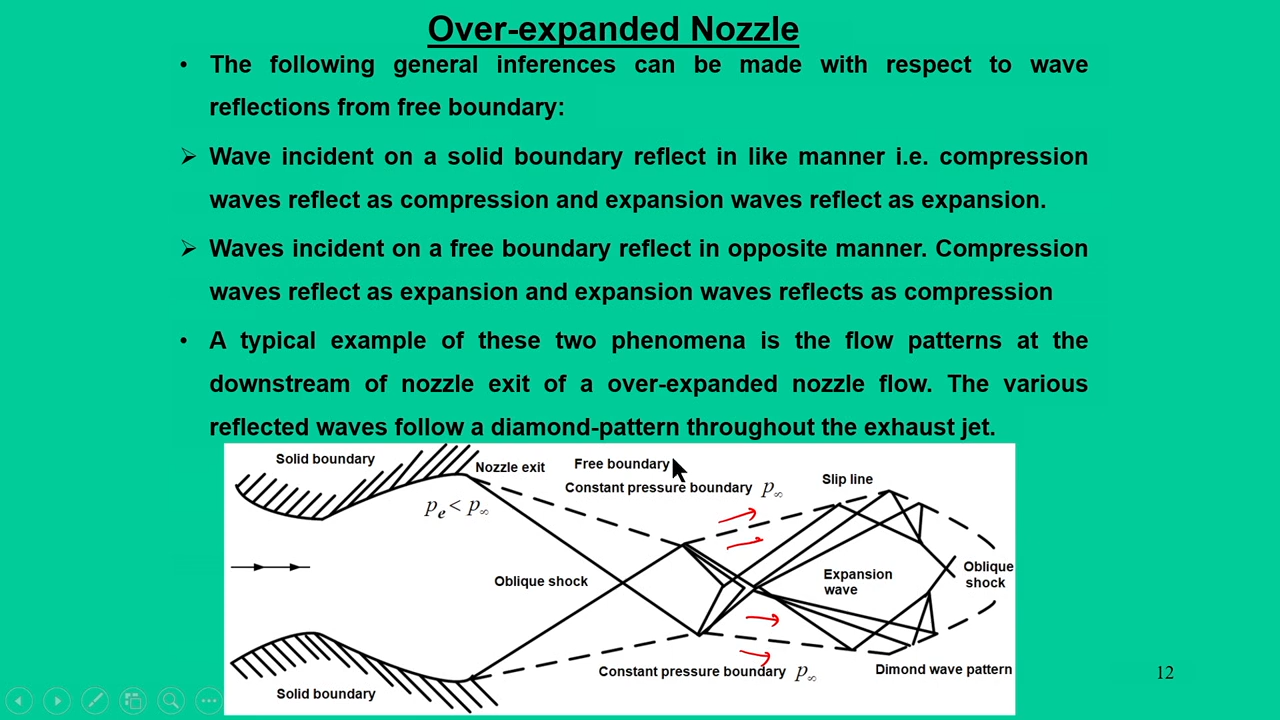 Over-expanded Nozzle
• The following general inferences can be made with respect to wave
reflections from free boundary:
➢ Wave incident on a solid boundary reflect in like manner i.e. compression
waves reflect as compression and expansion waves reflect as expansion.
➢ Waves incident on a free boundary reflect in opposite manner. Compression
waves reflect as expansion and expansion waves reflects as compression
• A typical example of these two phenomena is the flow patterns at the
downstream of nozzle exit of a over-expanded nozzle flow. The various
reflected waves follow a diamond-pattern throughout the exhaust jet.
Solid boundary
Nozzle exit
Free boundary
Constant pressure boundary p∞
Slip line
pe < p∞
Oblique shock
Expansion
wave
Oblique
shock
Constant pressure boundary p∞
Dimond wave pattern
Solid boundary
12